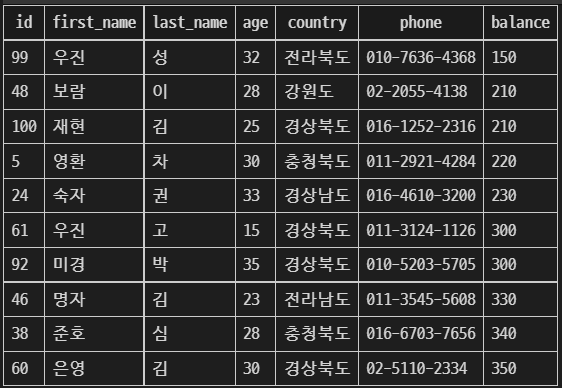 id first_name last_name age country phone balance
99 우진 성 32 전라북도 010-7636-4368 150
48 보람 이 28 강원도 02-2055-4138 210
100 재현 김 25 경상북도 016-1252-2316 210
5 영환 차 30 충청북도 011-2921-4284 220
24 숙자 권 33 경상남도 016-4610-3200 230
61 우진 고 15 경상북도 011-3124-1126 300
92 미경 박 35 경상북도 010-5203-5705 300
46 명자 김 23 전라남도 011-3545-5608 330
38 준호 심 28 충청북도 016-6703-7656 340
60 은영 김 30 경상북도 02-5110-2334 350